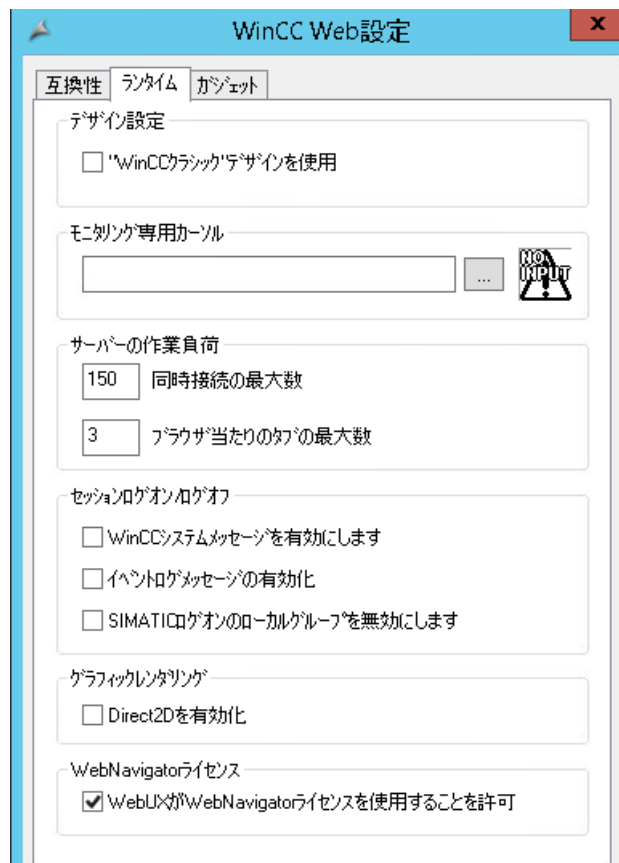 WinCC Web設定
x
互換性 ランタイム ガジェット
デザイン設定
"WinCCクラシック"デザインを使用
モニタリング専用カーソル
...
NO
INPUT
サーバーの作業負荷
150 同時接続の最大数
3 ブラウザ当たりのタブの最大数
セッションログオン/ログオフ
WinCCシステムメッセージを有効にします
イベントログメッセージの有効化
SIMATICログオンのローカルグループを無効にします
グラフィックレンダリング
Direct2Dを有効化
WebNavigatorライセンス
WebUXがWebNavigatorライセンスを使用することを許可